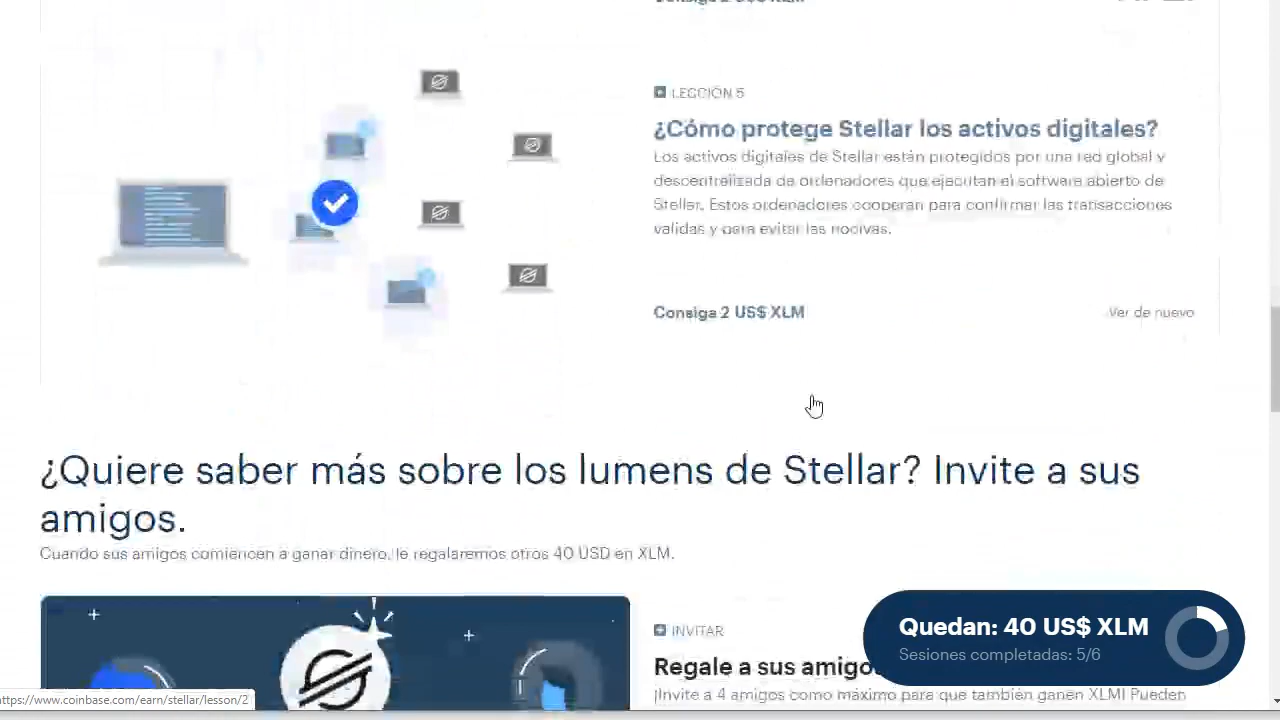 LECCIÓN 5
¿Cómo protege Stellar los activos digitales?
Los activos digitales de Stellar están protegidos por una red global y
descentralizada de ordenadores que ejecutan el software abierto de
Stellar. Estos ordenadores cooperan para confirmar las transacciones
validas y para evitar las nocivas.
Consiga 2 US$ XLM
Ver de nuevo
¿Quiere saber más sobre los lumens de Stellar? Invite a sus
amigos.
Cuando sus amigos comiencen a ganar dinero, le regalaremos otros 40 USD en XLM.
INVITAR
Regale a sus
¡Invite a 4 amigos como máximo para que también ganen XLM! Pueden
Quedan: 40 US$ XLM
Sesiones completadas: 5/6
https://www.coinbase.com/earn/stellar/lesson/2